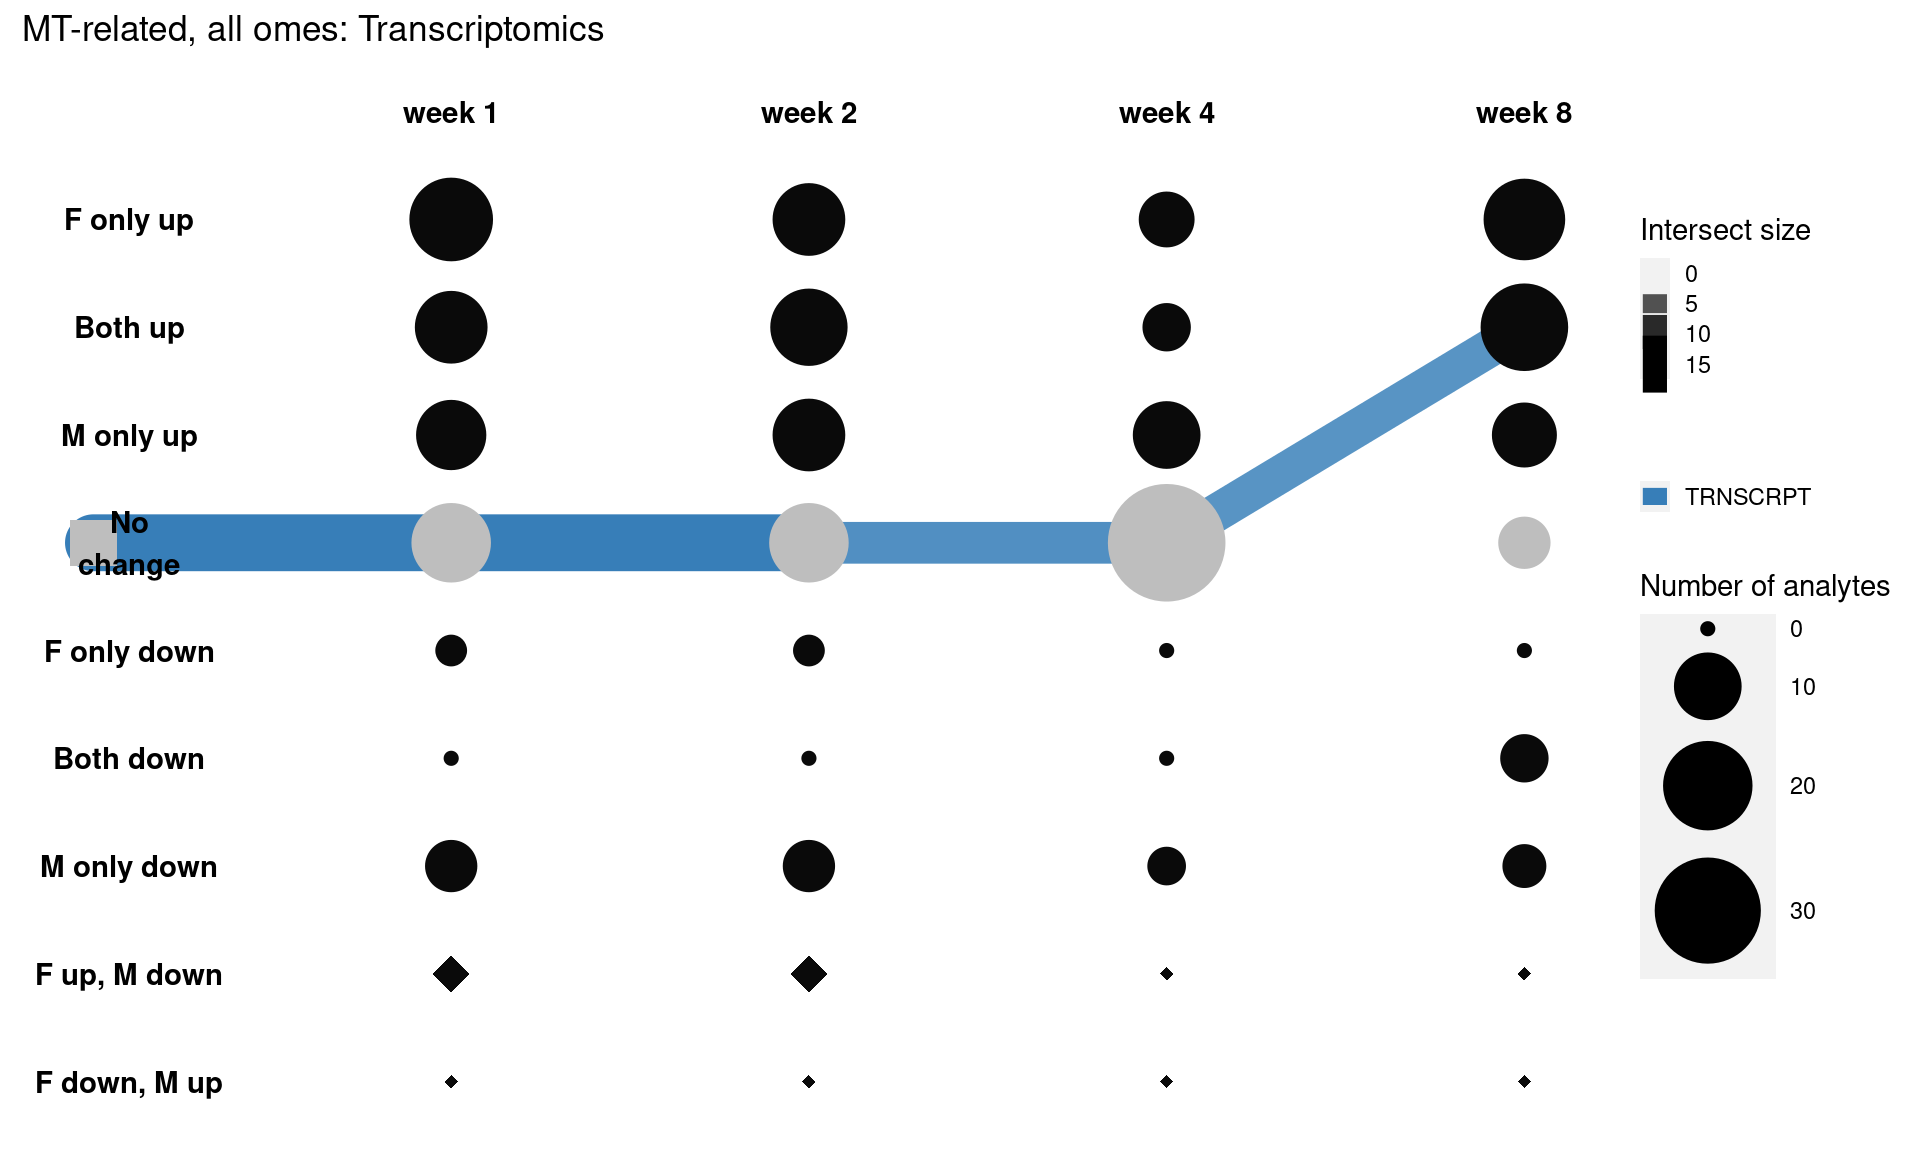 MT-related, all omes: Transcriptomics
week 1
week 2
week 4
week 8
F only up
Both up
M only up
No
change
F only down
Both down
M only down
F up, M down
F down, M up
Intersect size
0
5
10
15
TRNSCRPT
Number of analytes
0
10
20
30